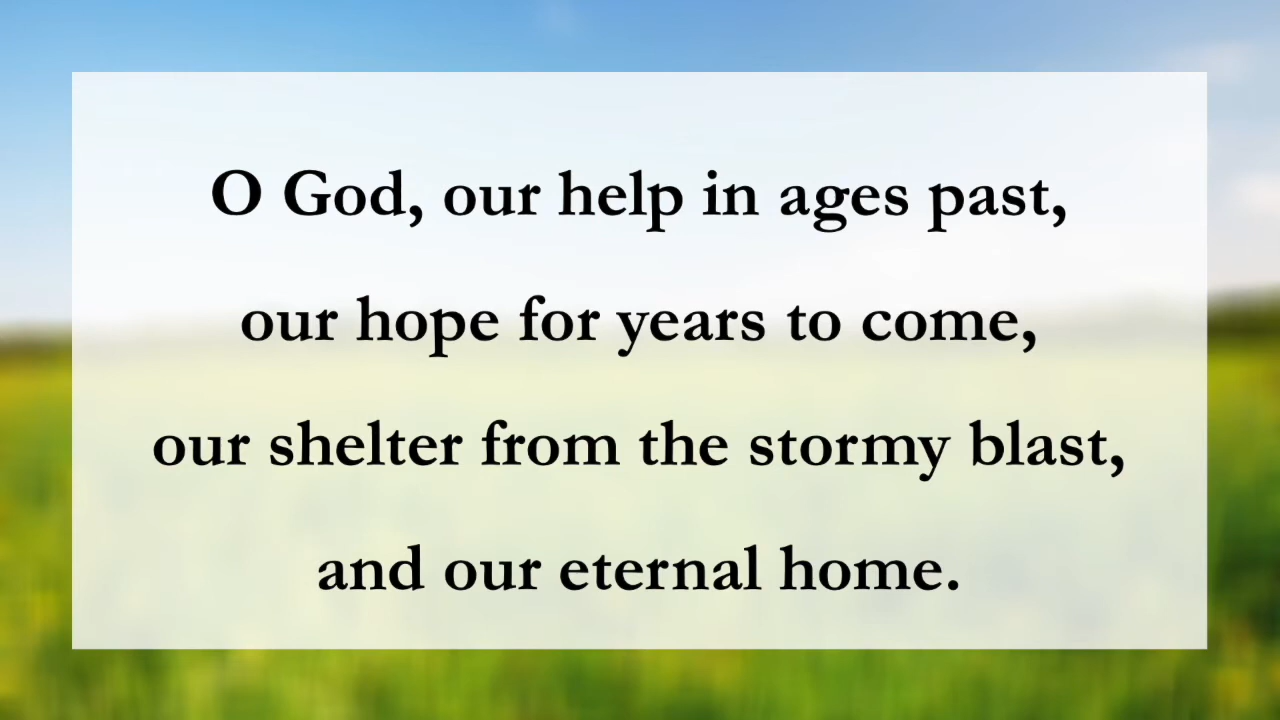 O God, our help in ages past,
our hope for years to come,
our shelter from the stormy blast,
and our eternal home.